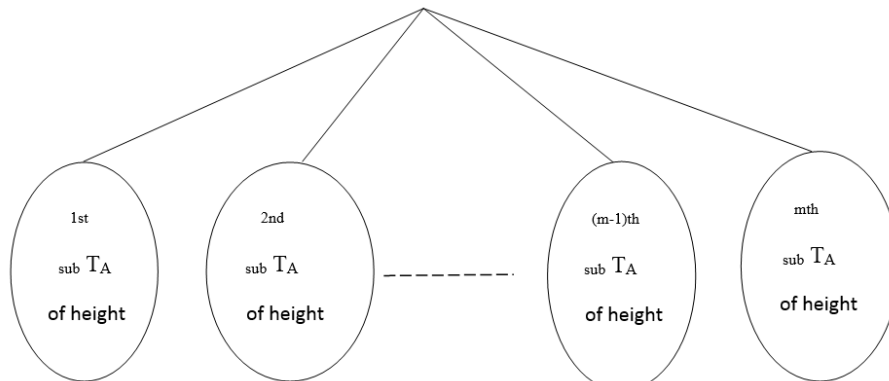 1st
sub TA
of height
2nd
sub TA
of height
(m-1)th
sub TA
of height
mth
sub TA
of height